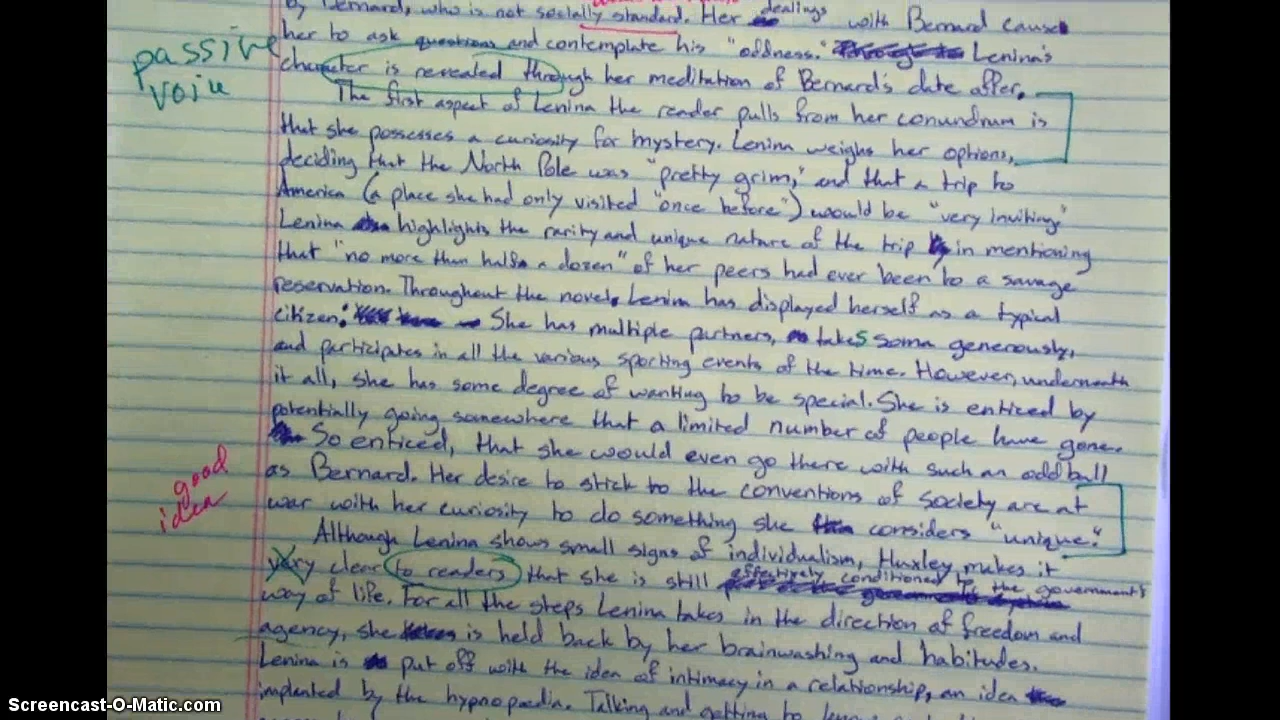 by Bernard, who is not socially standard. Her dealings with Bernard cause
her to ask questions and contemplate his "oddness." Lenina's
passive voice
character is revealed through her meditation of Bernard's date offer.
The first aspect of Lenina the reader pulls from her conundrum is
that she possesses a curiosity for mystery. Lenina weighs her options,
deciding that the North Pole was "pretty grim," and that a trip to
America (a place she had only visited "once before") would be "very inviting"
Lenina highlights the rarity and unique nature of the trip in mentioning
that "no more than half a dozen" of her peers had ever been to a savage
reservation. Throughout the novel, Lenina has displayed herself as a typical
citizen: She has multiple partners, takes soma generously,
and participates in all the various sporting events of the time. However, underneath
it all, she has some degree of wanting to be special. She is enticed by
potentially going somewhere that a limited number of people have gone.
So enticed, that she would even go there with such an odd ball
good idea
as Bernard. Her desire to stick to the conventions of society are at
war with her curiosity to do something she considers "unique."
Although Lenina shows small signs of individualism, Huxley makes it
very clear to readers that she is still effectively conditioned to the government's
way of life. For all the steps Lenina takes in the direction of freedom and
agency, she is held back by her brainwashing and habitudes.
Lenina is put off with the idea of intimacy in a relationship, an idea
implanted by the hypnopaedia. Talking and getting to
Screencast-O-Matic.com